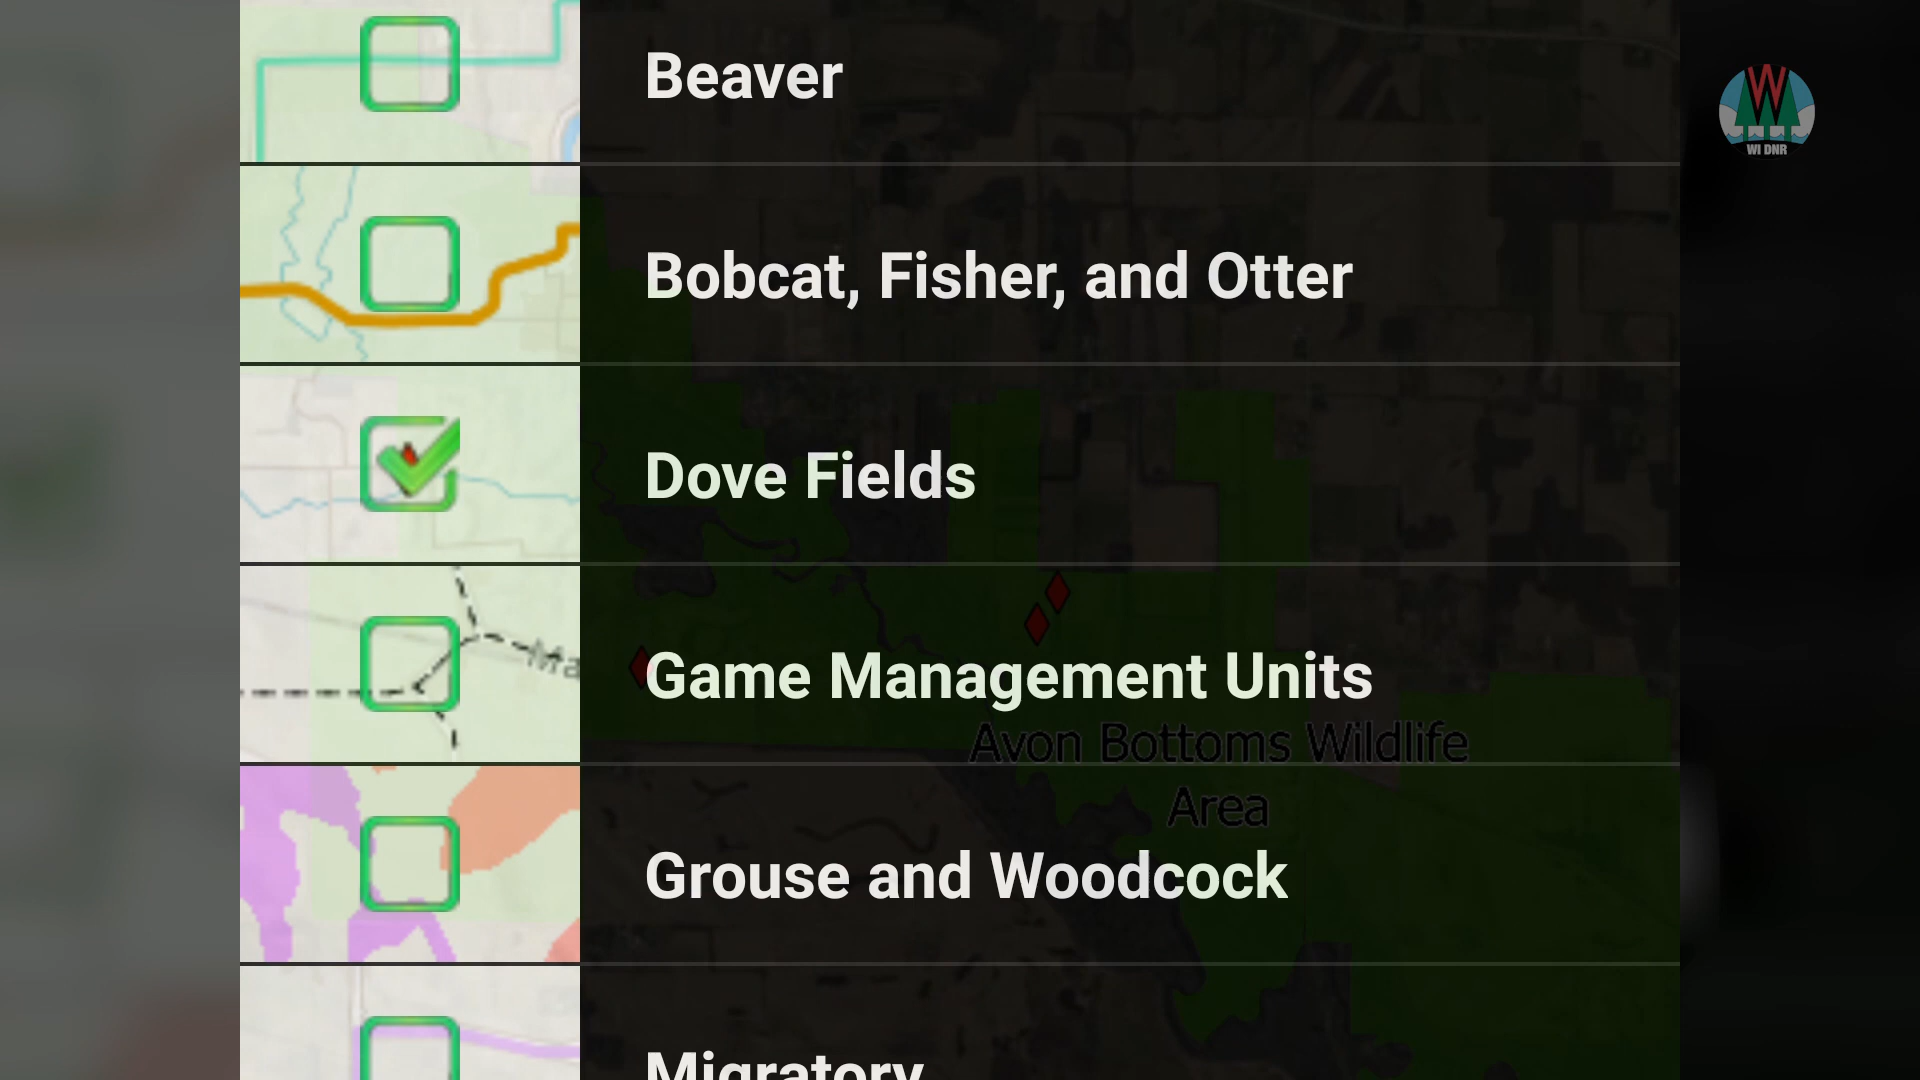 Beaver
W
WI DNR
Bobcat, Fisher, and Otter
Dove Fields
Ma
Game Management Units
Avon Bottoms Wildlife
Area
Grouse and Woodcock
Migratory